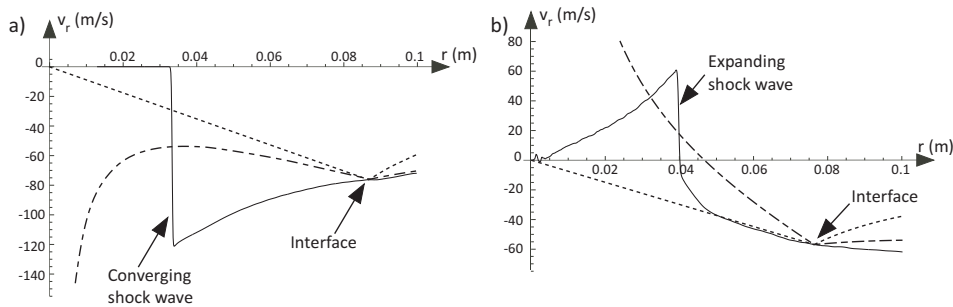 a)
v_r (m/s)
0.02 0.04 0.06 0.08 0.1 r (m)
0
-20
-40
-60
-80
-100
-120
-140
Converging
shock wave
Interface
b)
v_r (m/s)
80
60
40
20
0
-20
-40
-60
0.02 0.04 0.06 0.08 0.1
r (m)
Expanding
shock wave
Interface